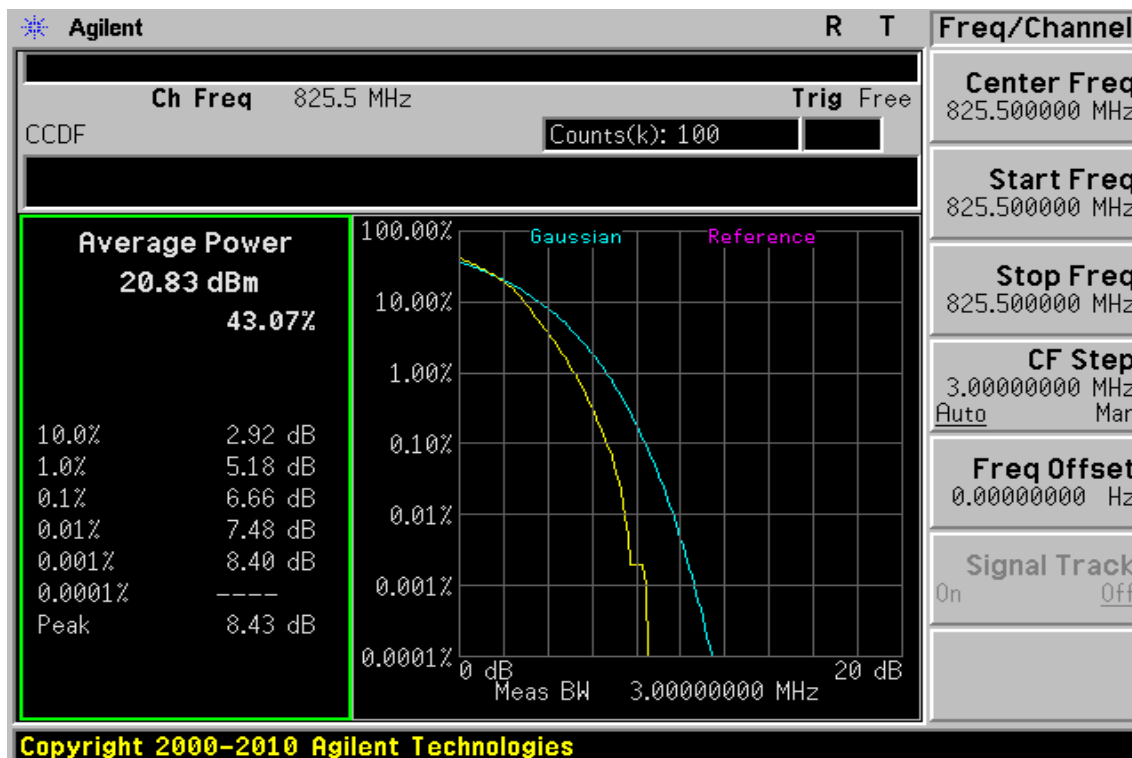 Agilent R T
Freq/Channel
Ch Freq 825.5 MHz Trig Free
CCDF Counts(k): 100
Average Power
20.83 dBm
43.07%
10.0% 2.92 dB
1.0% 5.18 dB
0.1% 6.66 dB
0.01% 7.48 dB
0.001% 8.40 dB
0.0001% ----
Peak 8.43 dB
Gaussian Reference
100.00%
10.00%
1.00%
0.10%
0.01%
0.001%
0.0001%
0 dB 20 dB
Meas BW 3.00000000 MHz
Center Freq
825.500000 MHz
Start Freq
825.500000 MHz
Stop Freq
825.500000 MHz
CF Step
3.00000000 MHz
Auto Man
Freq Offset
0.00000000 Hz
Signal Track
On Off
Copyright 2000-2010 Agilent Technologies